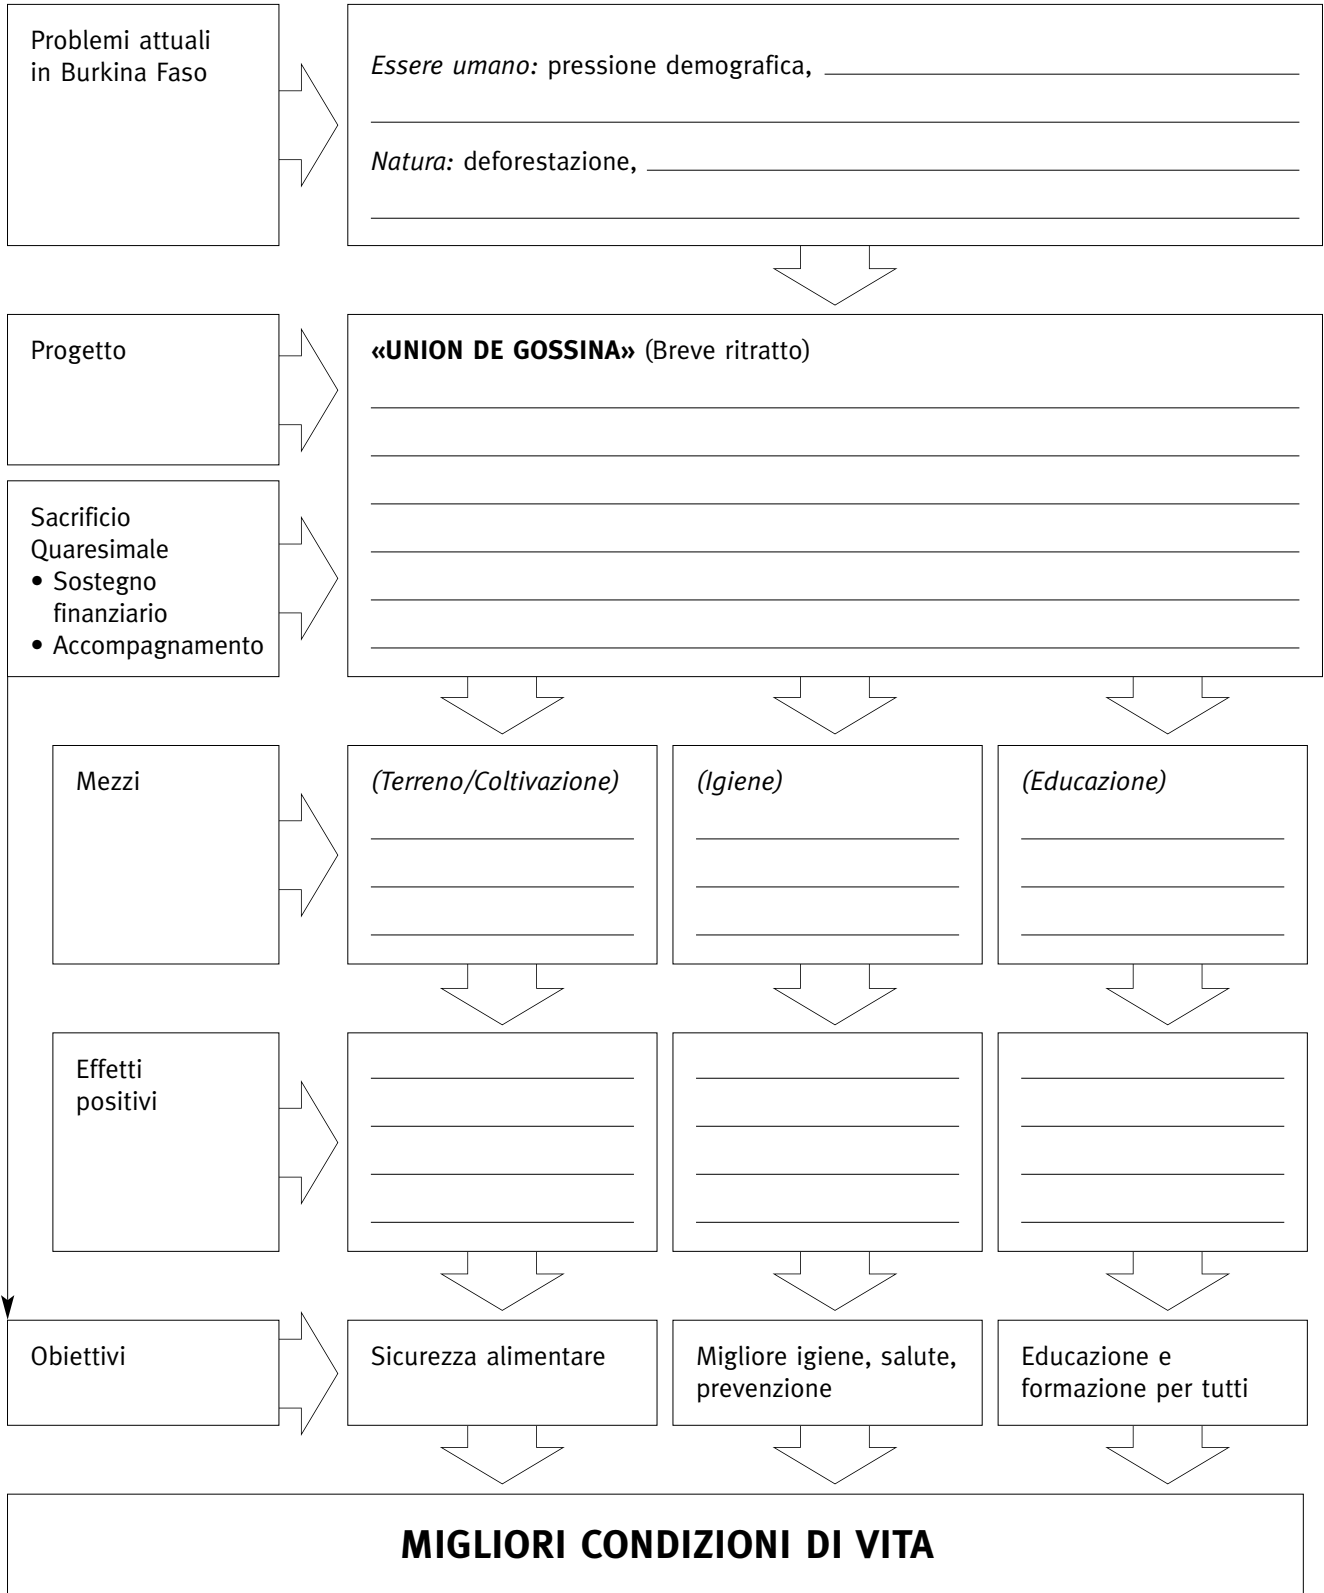 Problemi attuali
in Burkina Faso
Essere umano: pressione demografica,
Natura: deforestazione,
Progetto
«UNION DE GOSSINA» (Breve ritratto)
Sacrificio
Quaresimale
• Sostegno
finanziario
• Accompagnamento
Mezzi
(Terreno/Coltivazione)
(Igiene)
(Educazione)
Effetti
positivi
Obiettivi
Sicurezza alimentare
Migliore igiene, salute,
prevenzione
Educazione e
formazione per tutti
MIGLIORI CONDIZIONI DI VITA